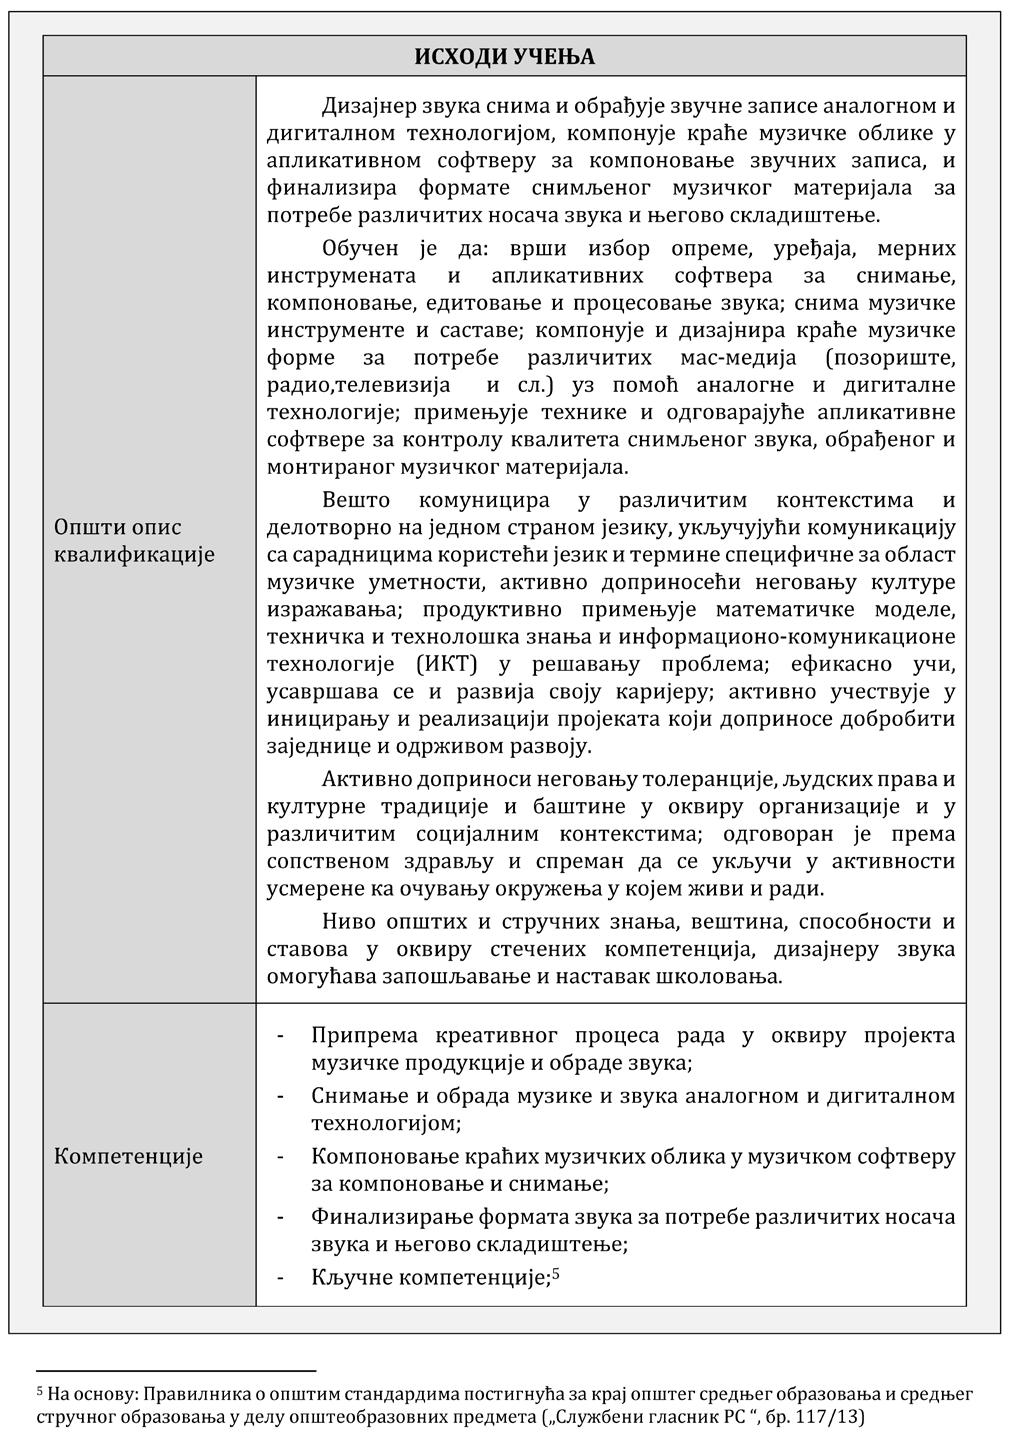 ИСХОДИ УЧЕЊА
Општи опис
квалификације
Дизајнер звука снима и обрађује звучне записе аналогном и
дигиталном технологијом, компонује краће музичке облике у
апликативном софтверу за компоновање звучних записа, и
финализира формате снимљеног музичког материјала за
потребе различитих носача звука и његово складиштење.
Обучен је да: врши избор опреме, уређаја, мерних
инструмената и апликативних софтвера за снимање,
компоновање, едитовање и процесовање звука; снима музичке
инструменте и саставе; компонује и дизајнира краће музичке
форме за потребе различитих мас-медија (позориште,
радио,телевизија и сл.) уз помоћ аналогне и дигиталне
технологије; примењује технике и одговарајуће апликативне
софтвере за контролу квалитета снимљеног звука, обрађеног и
монтираног музичког материјала.
Вешто комуницира у различитим контекстима и
делотворно на једном страном језику, укључујући комуникацију
са сарадницима користећи језик и термине специфичне за област
музичке уметности, активно доприносећи неговању културе
изражавања; продуктивно примењује математичке моделе,
техничка и технолошка знања и информационо-комуникационе
технологије (ИКТ) у решавању проблема; ефикасно учи,
усавршава се и развија своју каријеру; активно учествује у
иницирању и реализацији пројеката који доприносе добробити
заједнице и одрживом развоју.
Активно доприноси неговању толеранције, људских права и
културне традиције и баштине у оквиру организације и у
различитим социјалним контекстима; одговоран је према
сопственом здрављу и спреман да се укључи у активности
усмерене ка очувању окружења у којем живи и ради.
Ниво општих и стручних знања, вештина, способности и
ставова у оквиру стечених компетенција, дизајнеру звука
омогућава запошљавање и наставак школовања.
Компетенције
- Припрема креативног процеса рада у оквиру пројекта
музичке продукције и обраде звука;
- Снимање и обрада музике и звука аналогном и дигиталном
технологијом;
- Компоновање краћих музичких облика у музичком софтверу
за компоновање и снимање;
- Финализирање формата звука за потребе различитих носача
звука и његово складиштење;
- Кључне компетенције;⁵
⁵ На основу: Правилника о општим стандардима постигнућа за крај општег средњег образовања и средњег
стручног образовања у делу општеобразовних предмета („Службени гласник РС “, бр. 117/13)